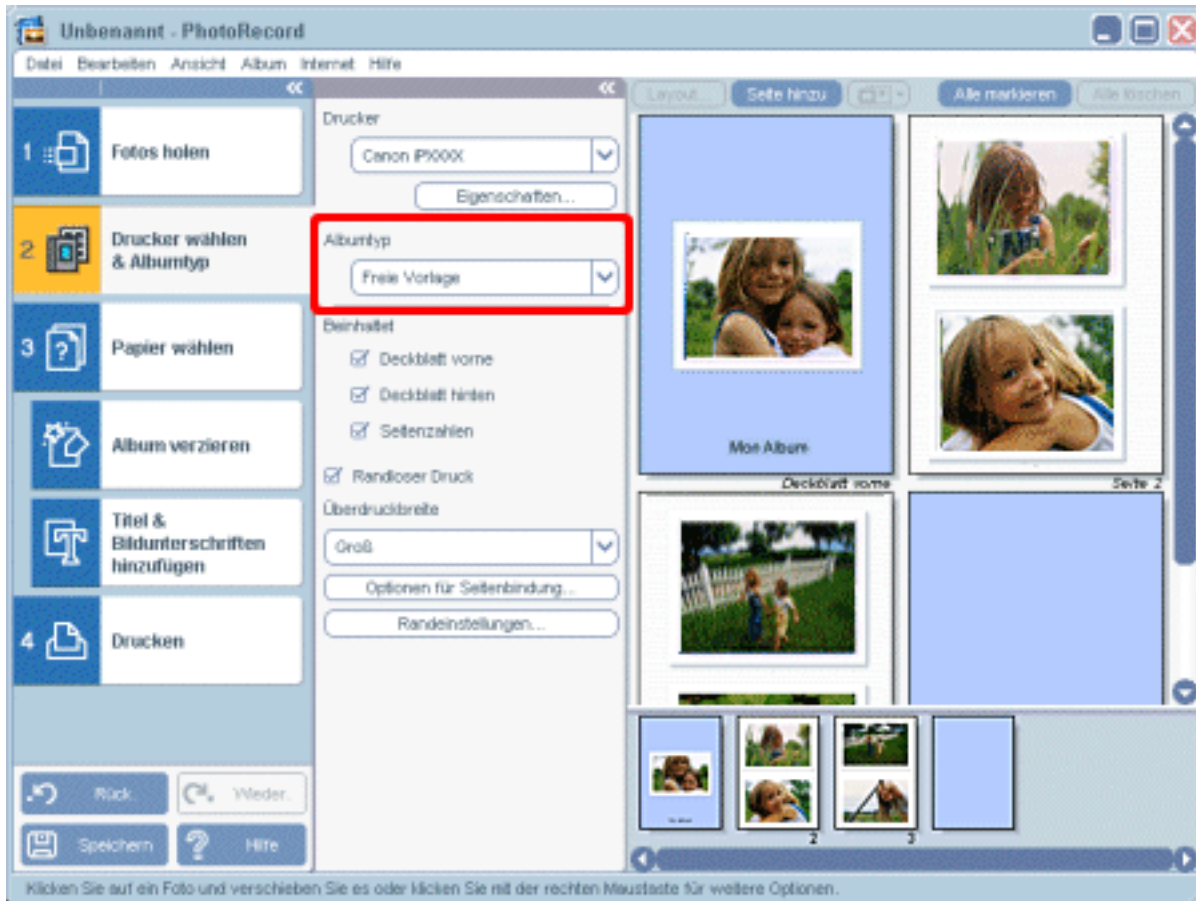 Unbenannt - PhotoRecord
Datei Bearbeiten Ansicht Album Internet Hilfe
1 Fotos holen
2 Drucker wählen
& Albumtyp
3 Papier wählen
Album verzieren
Titel &
Bildunterschriften
hinzufügen
4 Drucken
Rück.
Wieder.
Speichern
Hilfe
Drucker
Canon iPXXXX
Eigenschaften...
Albumtyp
Freie Vorlage
Beinhaltet
Deckblatt vorne
Deckblatt hinten
Seitenzahlen
Randloser Druck
Überdruckbreite
Groß
Optionen für Seitenbindung...
Randeinstellungen...
Layout...
Seite hinzu
Alle markieren
Alle löschen
Mon Album
Deckblatt vorne
Seite 2
2
3
Klicken Sie auf ein Foto und verschieben Sie es oder klicken Sie mit der rechten Maustaste für weitere Optionen.